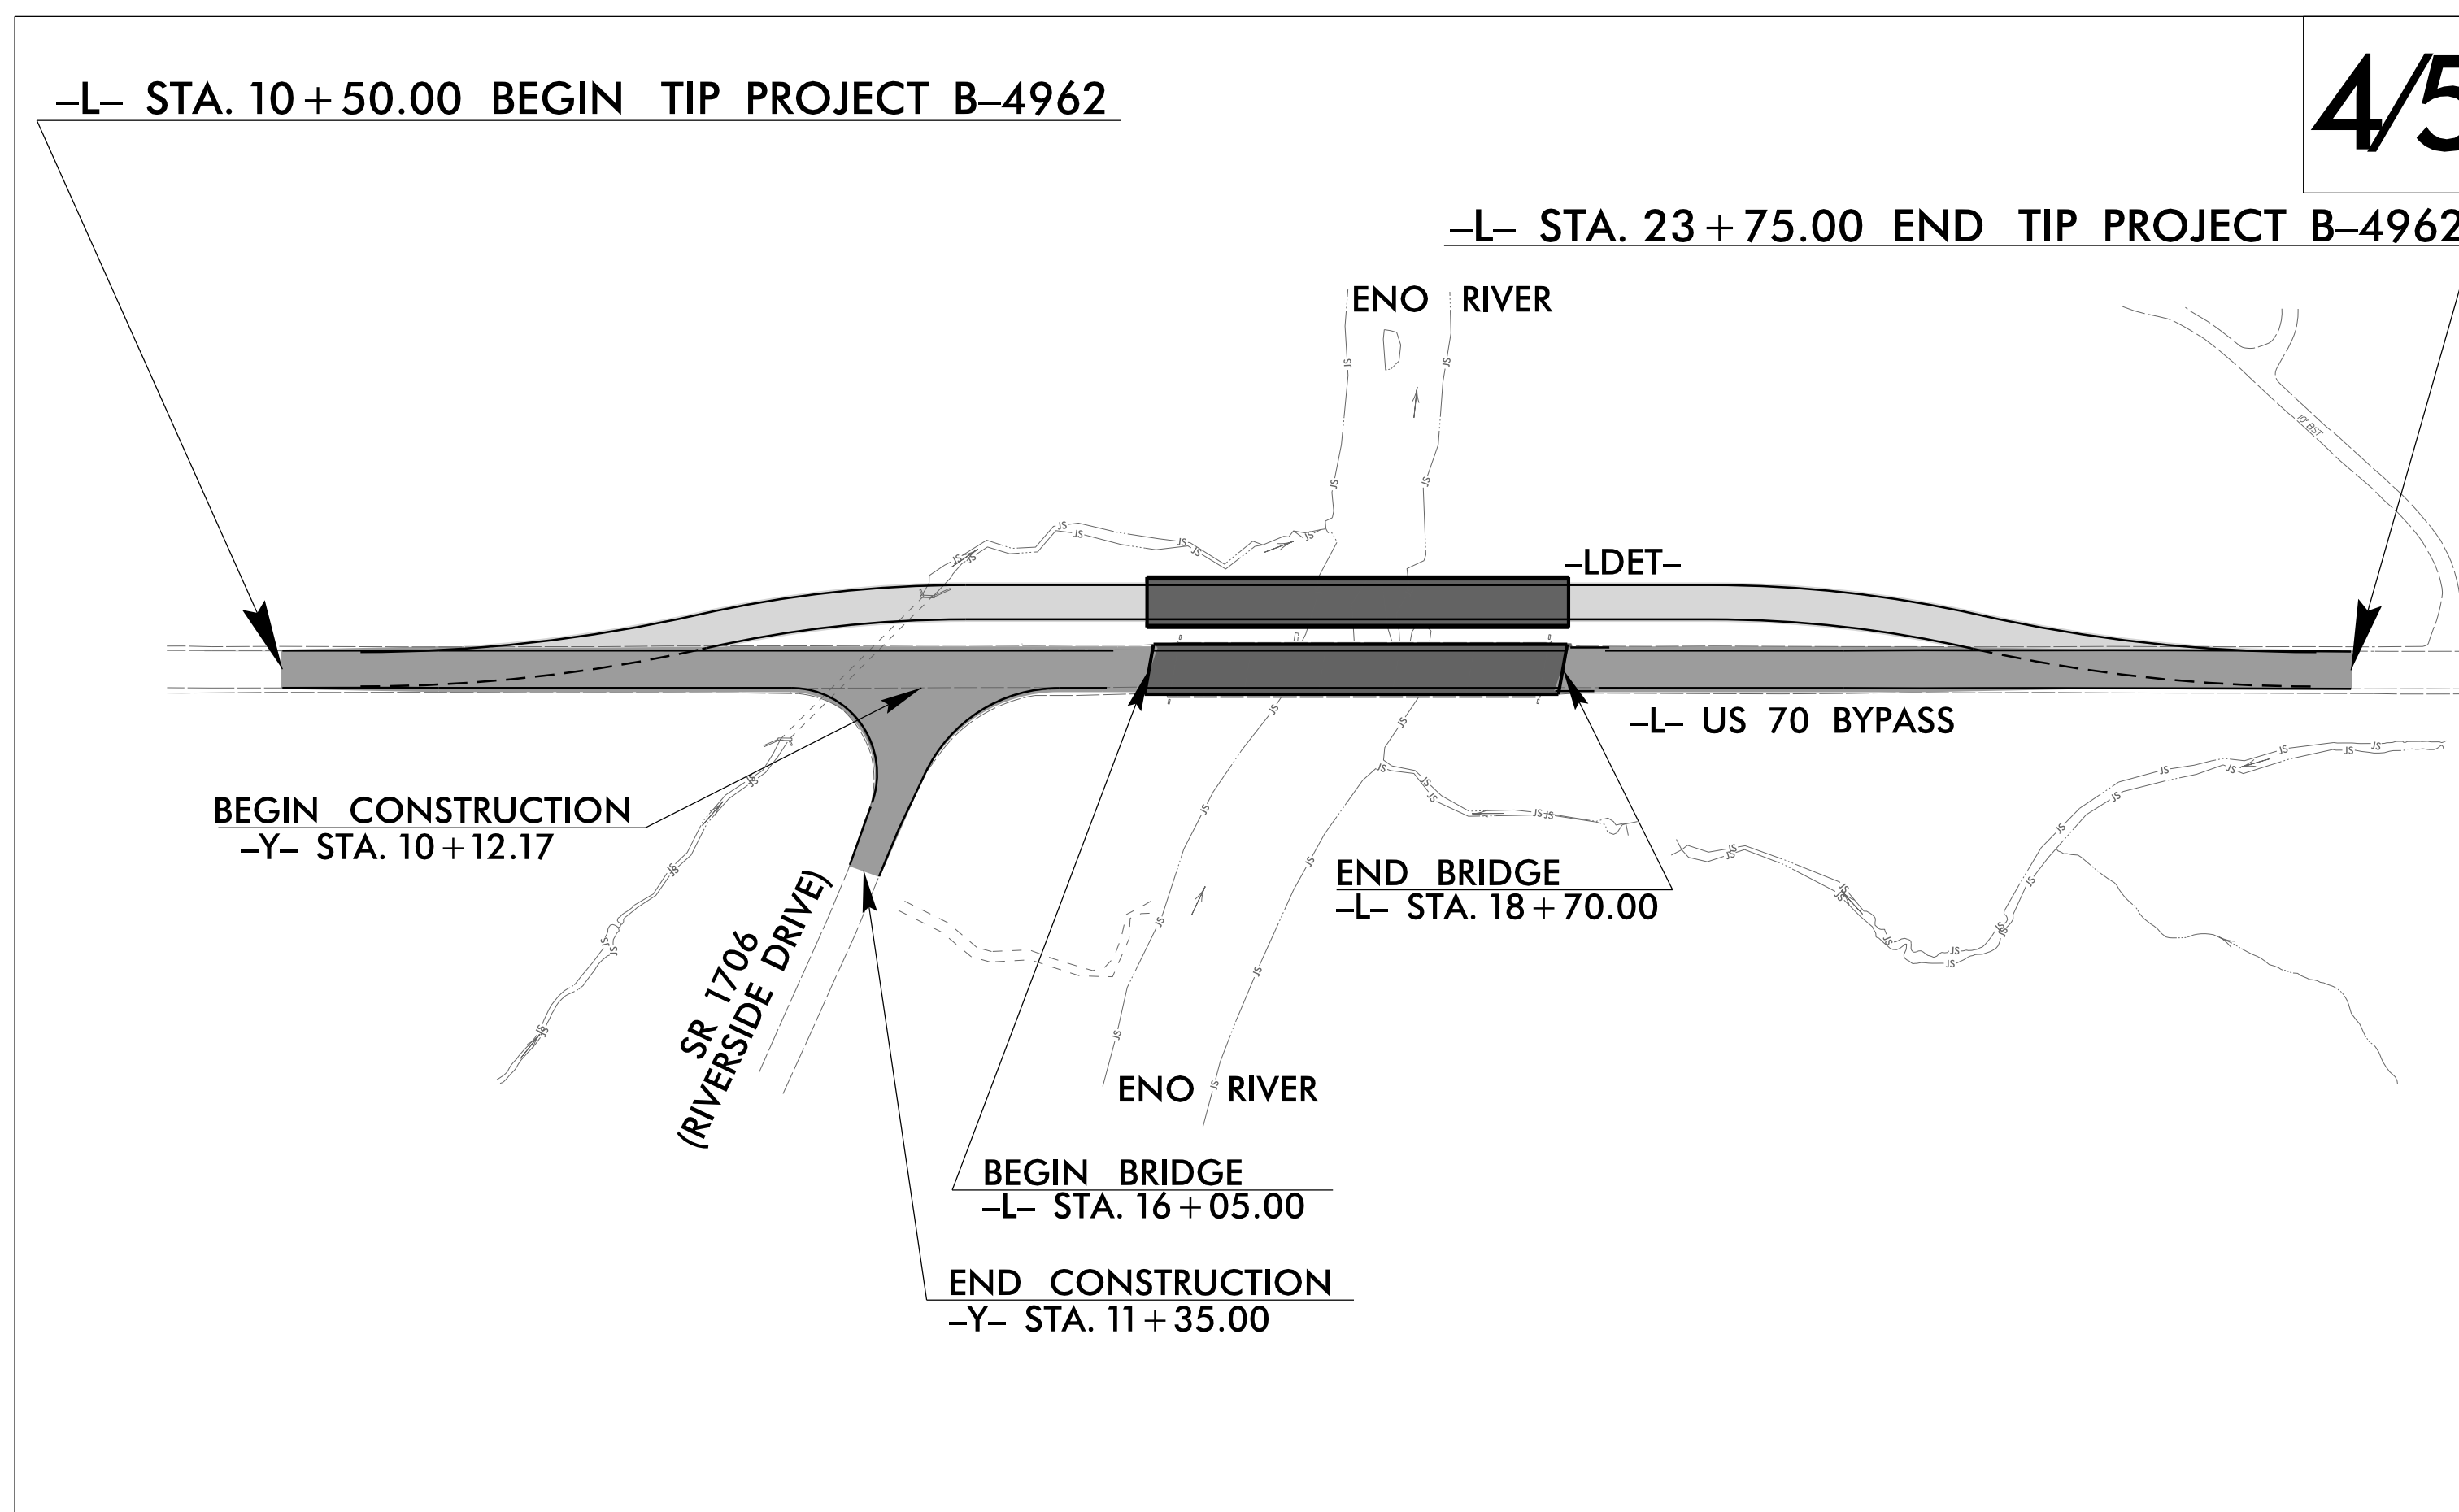 –L– STA. 10+50.00 BEGIN TIP PROJECT B–4962
4/5
–L– STA. 23+75.00 END TIP PROJECT B–4962
ENO RIVER
10' BST
–LDET–
–L– US 70 BYPASS
BEGIN CONSTRUCTION
–Y– STA. 10+12.17
END BRIDGE
–L– STA. 18+70.00
SR 1706
(RIVERSIDE DRIVE)
ENO RIVER
BEGIN BRIDGE
–L– STA. 16+05.00
END CONSTRUCTION
–Y– STA. 11+35.00